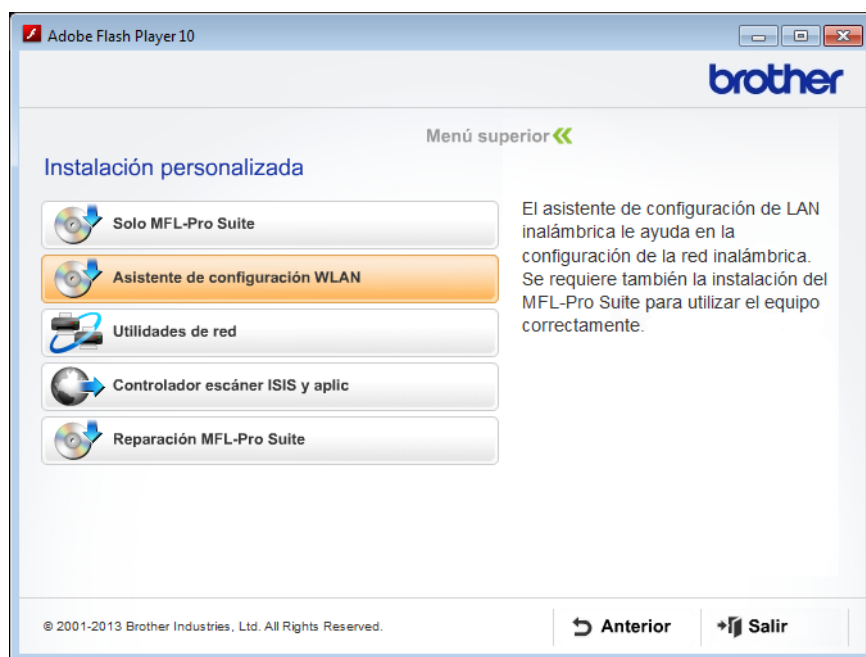 Adobe Flash Player 10
brother
Menú superior
Instalación personalizada
Solo MFL-Pro Suite
Asistente de configuración WLAN
Utilidades de red
Controlador escáner ISIS y aplic
Reparación MFL-Pro Suite
El asistente de configuración de LAN
inalámbrica le ayuda en la
configuración de la red inalámbrica.
Se requiere también la instalación del
MFL-Pro Suite para utilizar el equipo
correctamente.
© 2001-2013 Brother Industries, Ltd. All Rights Reserved.
Anterior
Salir